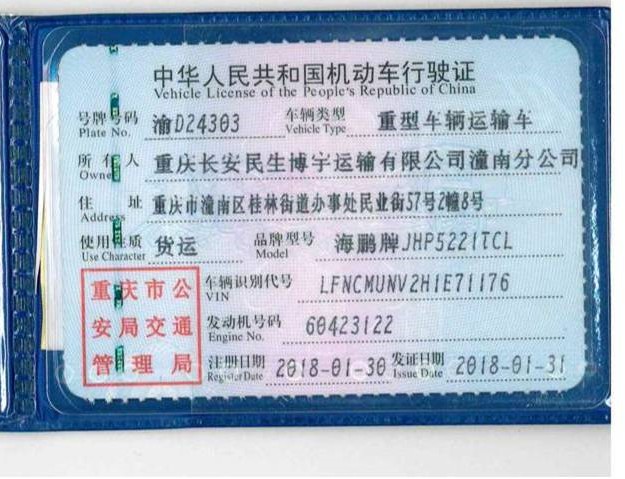 中华人民共和国机动车行驶证
Vehicle License of the People's Republic of China
号牌号码 渝D24303 车辆类型 重型车辆运输车
Plate No. Vehicle Type
所有人 重庆长安民生博宇运输有限公司潼南分公司
Owner
住址 重庆市潼南区桂林街道办事处民业街57号2幢8号
Address
使用性质 货运 品牌型号 海鹏牌JHP5221TCL
Use Character Model
重庆市公
安局交通
管理局
车辆识别代号 LFNCMUNV2H1E71176
VIN
发动机号码 60423122
Engine No.
注册日期 2018-01-30 发证日期 2018-01-31
Register Date Issue Date